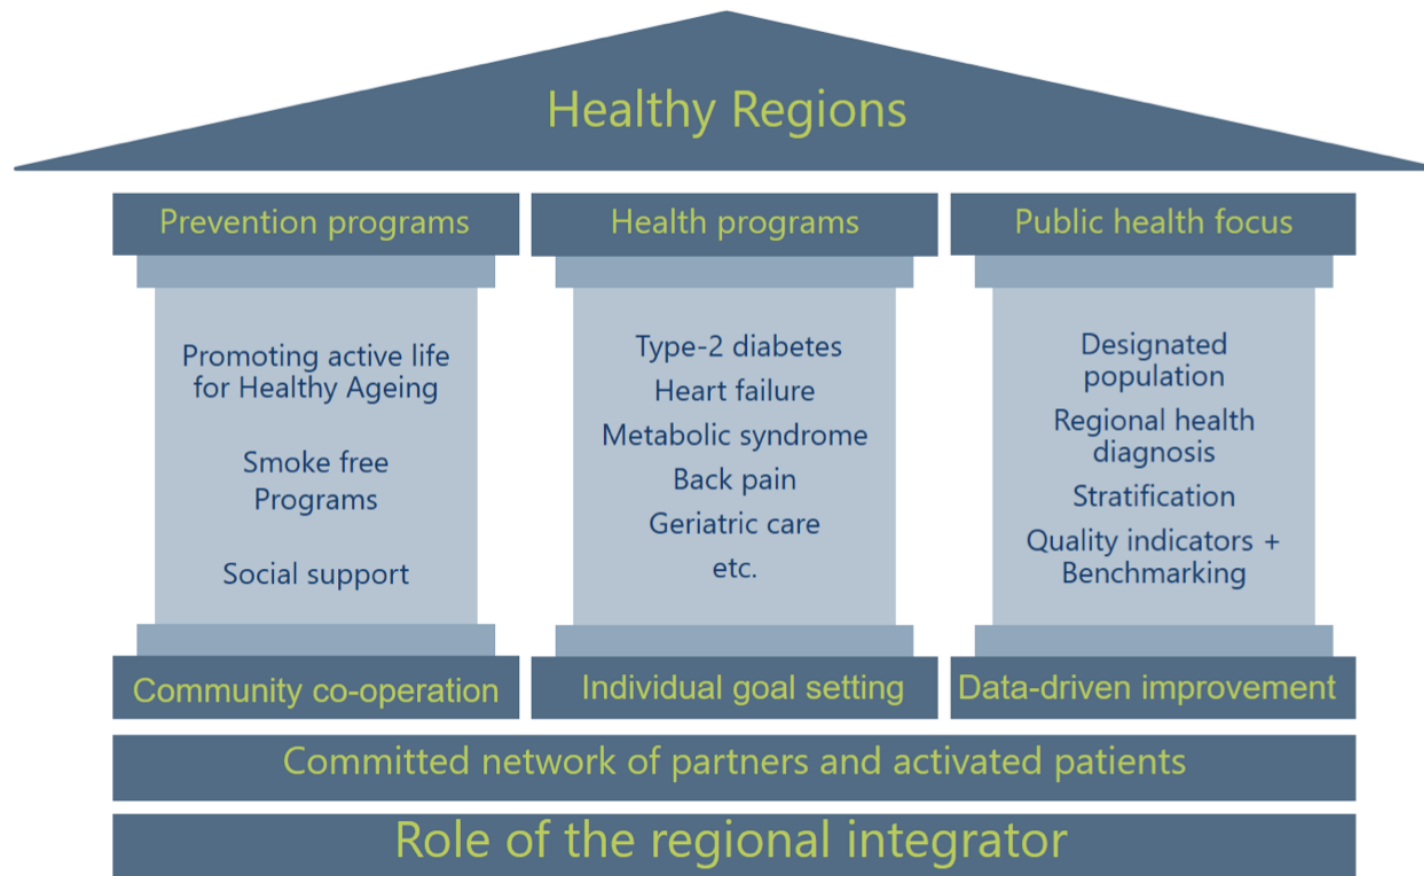 Healthy Regions
Prevention programs
Promoting active life
for Healthy Ageing
Smoke free
Programs
Social support
Community co-operation
Health programs
Type-2 diabetes
Heart failure
Metabolic syndrome
Back pain
Geriatric care
etc.
Individual goal setting
Public health focus
Designated
population
Regional health
diagnosis
Stratification
Quality indicators +
Benchmarking
Data-driven improvement
Committed network of partners and activated patients
Role of the regional integrator